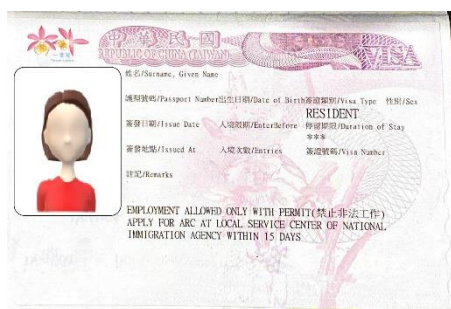 中華民國
REPUBLIC OF CHINA (TAIWAN)
VISA
姓名/Surname, Given Name
護照號碼/Passport Number 出生日期/Date of Birth 簽證類別/Visa Type 性別/Sex
RESIDENT
簽發日期/Issue Date 入境效期/EnterBefore 停留期限/Duration of Stay
***
簽發地點/Issued At 入境次數/Entries 簽證號碼/Visa Number
註記/Remarks
EMPLOYMENT ALLOWED ONLY WITH PERMIT(禁止非法工作)
APPLY FOR ARC AT LOCAL SERVICE CENTER OF NATIONAL
IMMIGRATION AGENCY WITHIN 15 DAYS